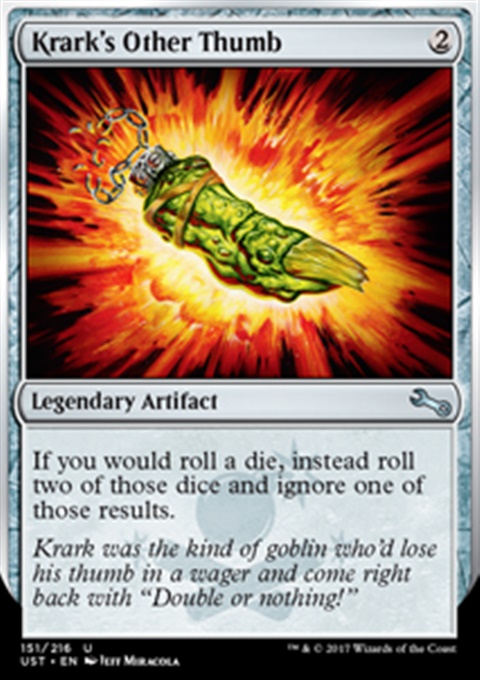 Krark's Other Thumb 2
Legendary Artifact
If you would roll a die, instead roll
two of those dice and ignore one of
those results.
Krark was the kind of goblin who'd lose
his thumb in a wager and come right
back with “Double or nothing!”
151/216 U
UST • EN Jeff Miracola
™ & © 2017 Wizards of the Coast